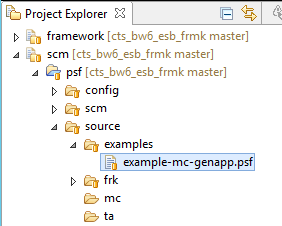 Project Explorer
framework [cts_bw6_esb_frmk master]
scm [cts_bw6_esb_frmk master]
psf [cts_bw6_esb_frmk master]
config
scm
source
examples
example-mc-genapp.psf
frk
mc
ta